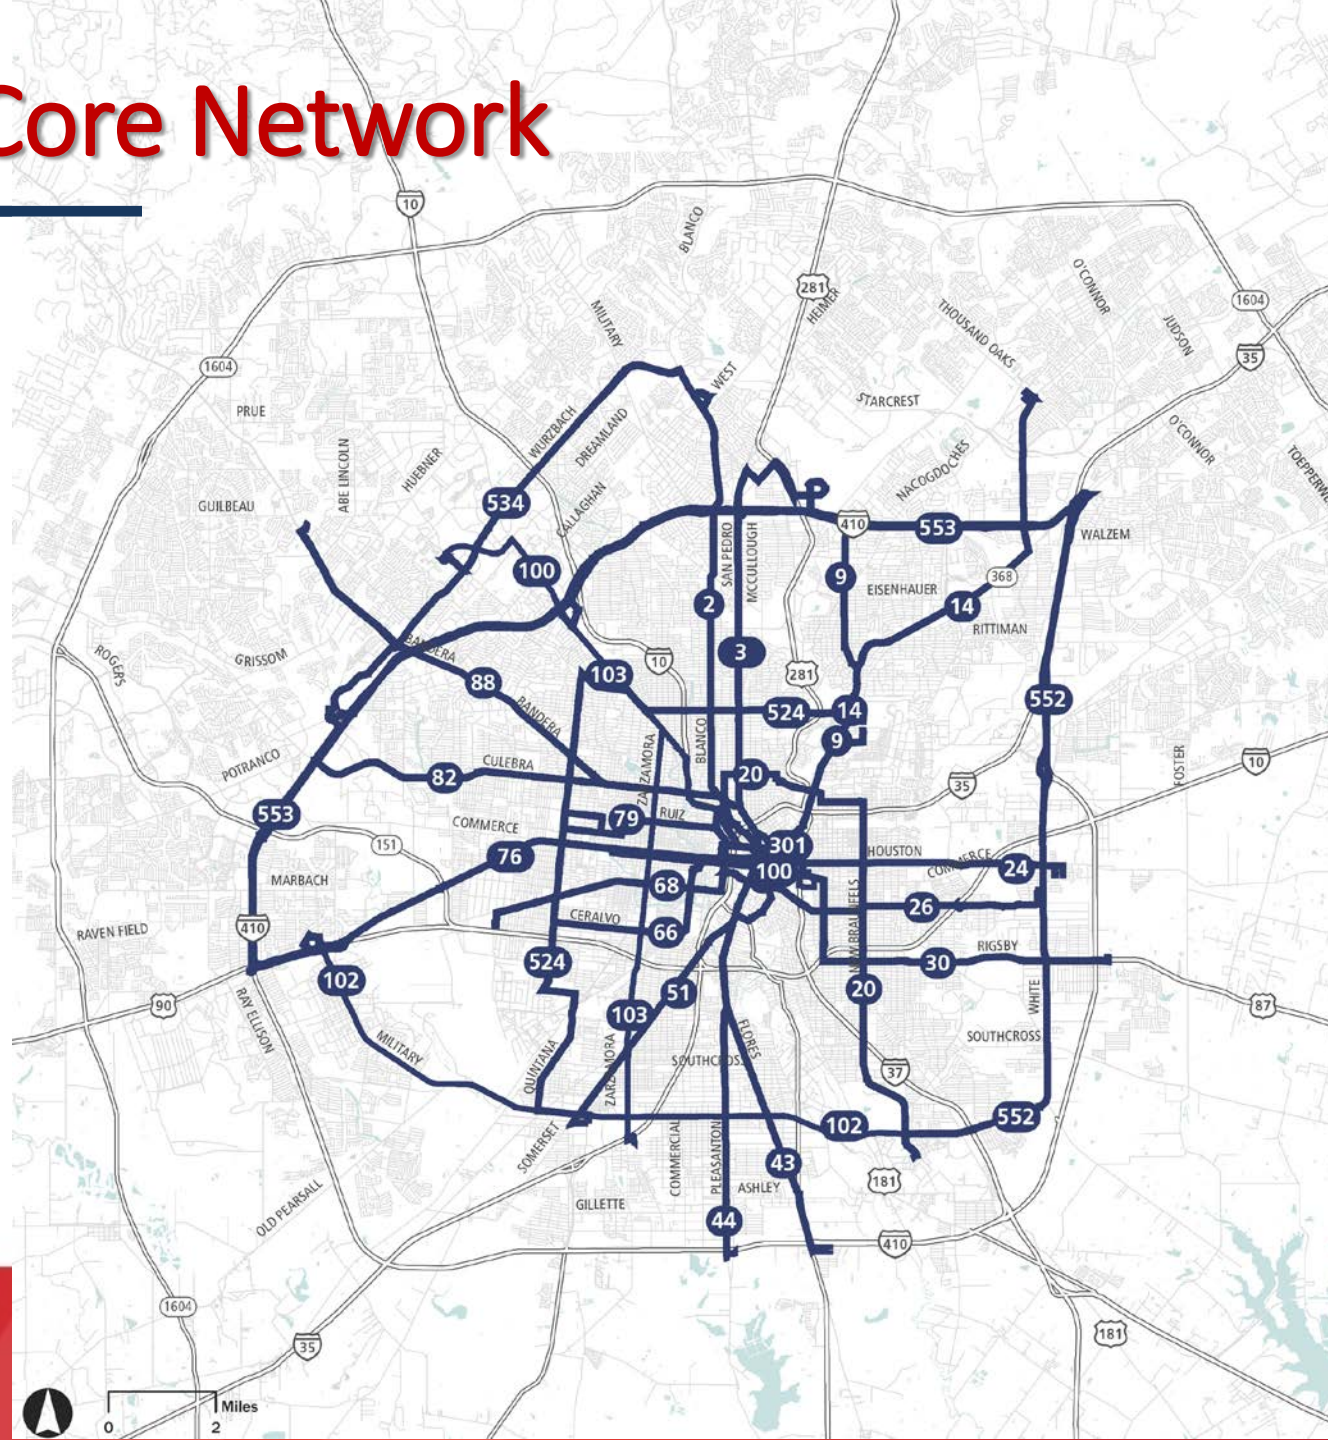 Core Network
10
BLANCO
281
HEIMER
O'CONNOR
1604
MILITARY
THOUSAND OAKS
JUDSON
35
1604
WEST
PRUE
STARCREST
WURZBACH
DREAMLAND
O'CONNOR
ABE LINCOLN
HUEBNER
NACOGDOCHES
GUILBEAU
534
CALLAGHAN
410
553
WALZEM
SAN PEDRO
MCCULLOUGH
100
9
EISENHAUER
368
2
14
RITTIMAN
ROGERS
GRISSOM
BANDERA
10
3
281
88
103
552
BANDERA
524
14
9
BLANCO
POTRANCO
CULEBRA
82
20
35
FOSTER
10
553
COMMERCE
79
RUIZ
151
76
301
HOUSTON
COMMERCE
24
100
MARBACH
68
26
CERALVO
66
RAVEN FIELD
410
RIGSBY
524
30
102
51
20
WHITE
90
RAY ELLISON
103
87
FLORES
SOUTHCROSS
SOUTHCROSS
MILITARY
QUINTANA
37
102
552
SOMERSET
COMMERCIAL
PLEASANTON
43
181
ASHLEY
OLD PEARSALL
GILLETTE
44
410
1604
181
35
Miles
0 2